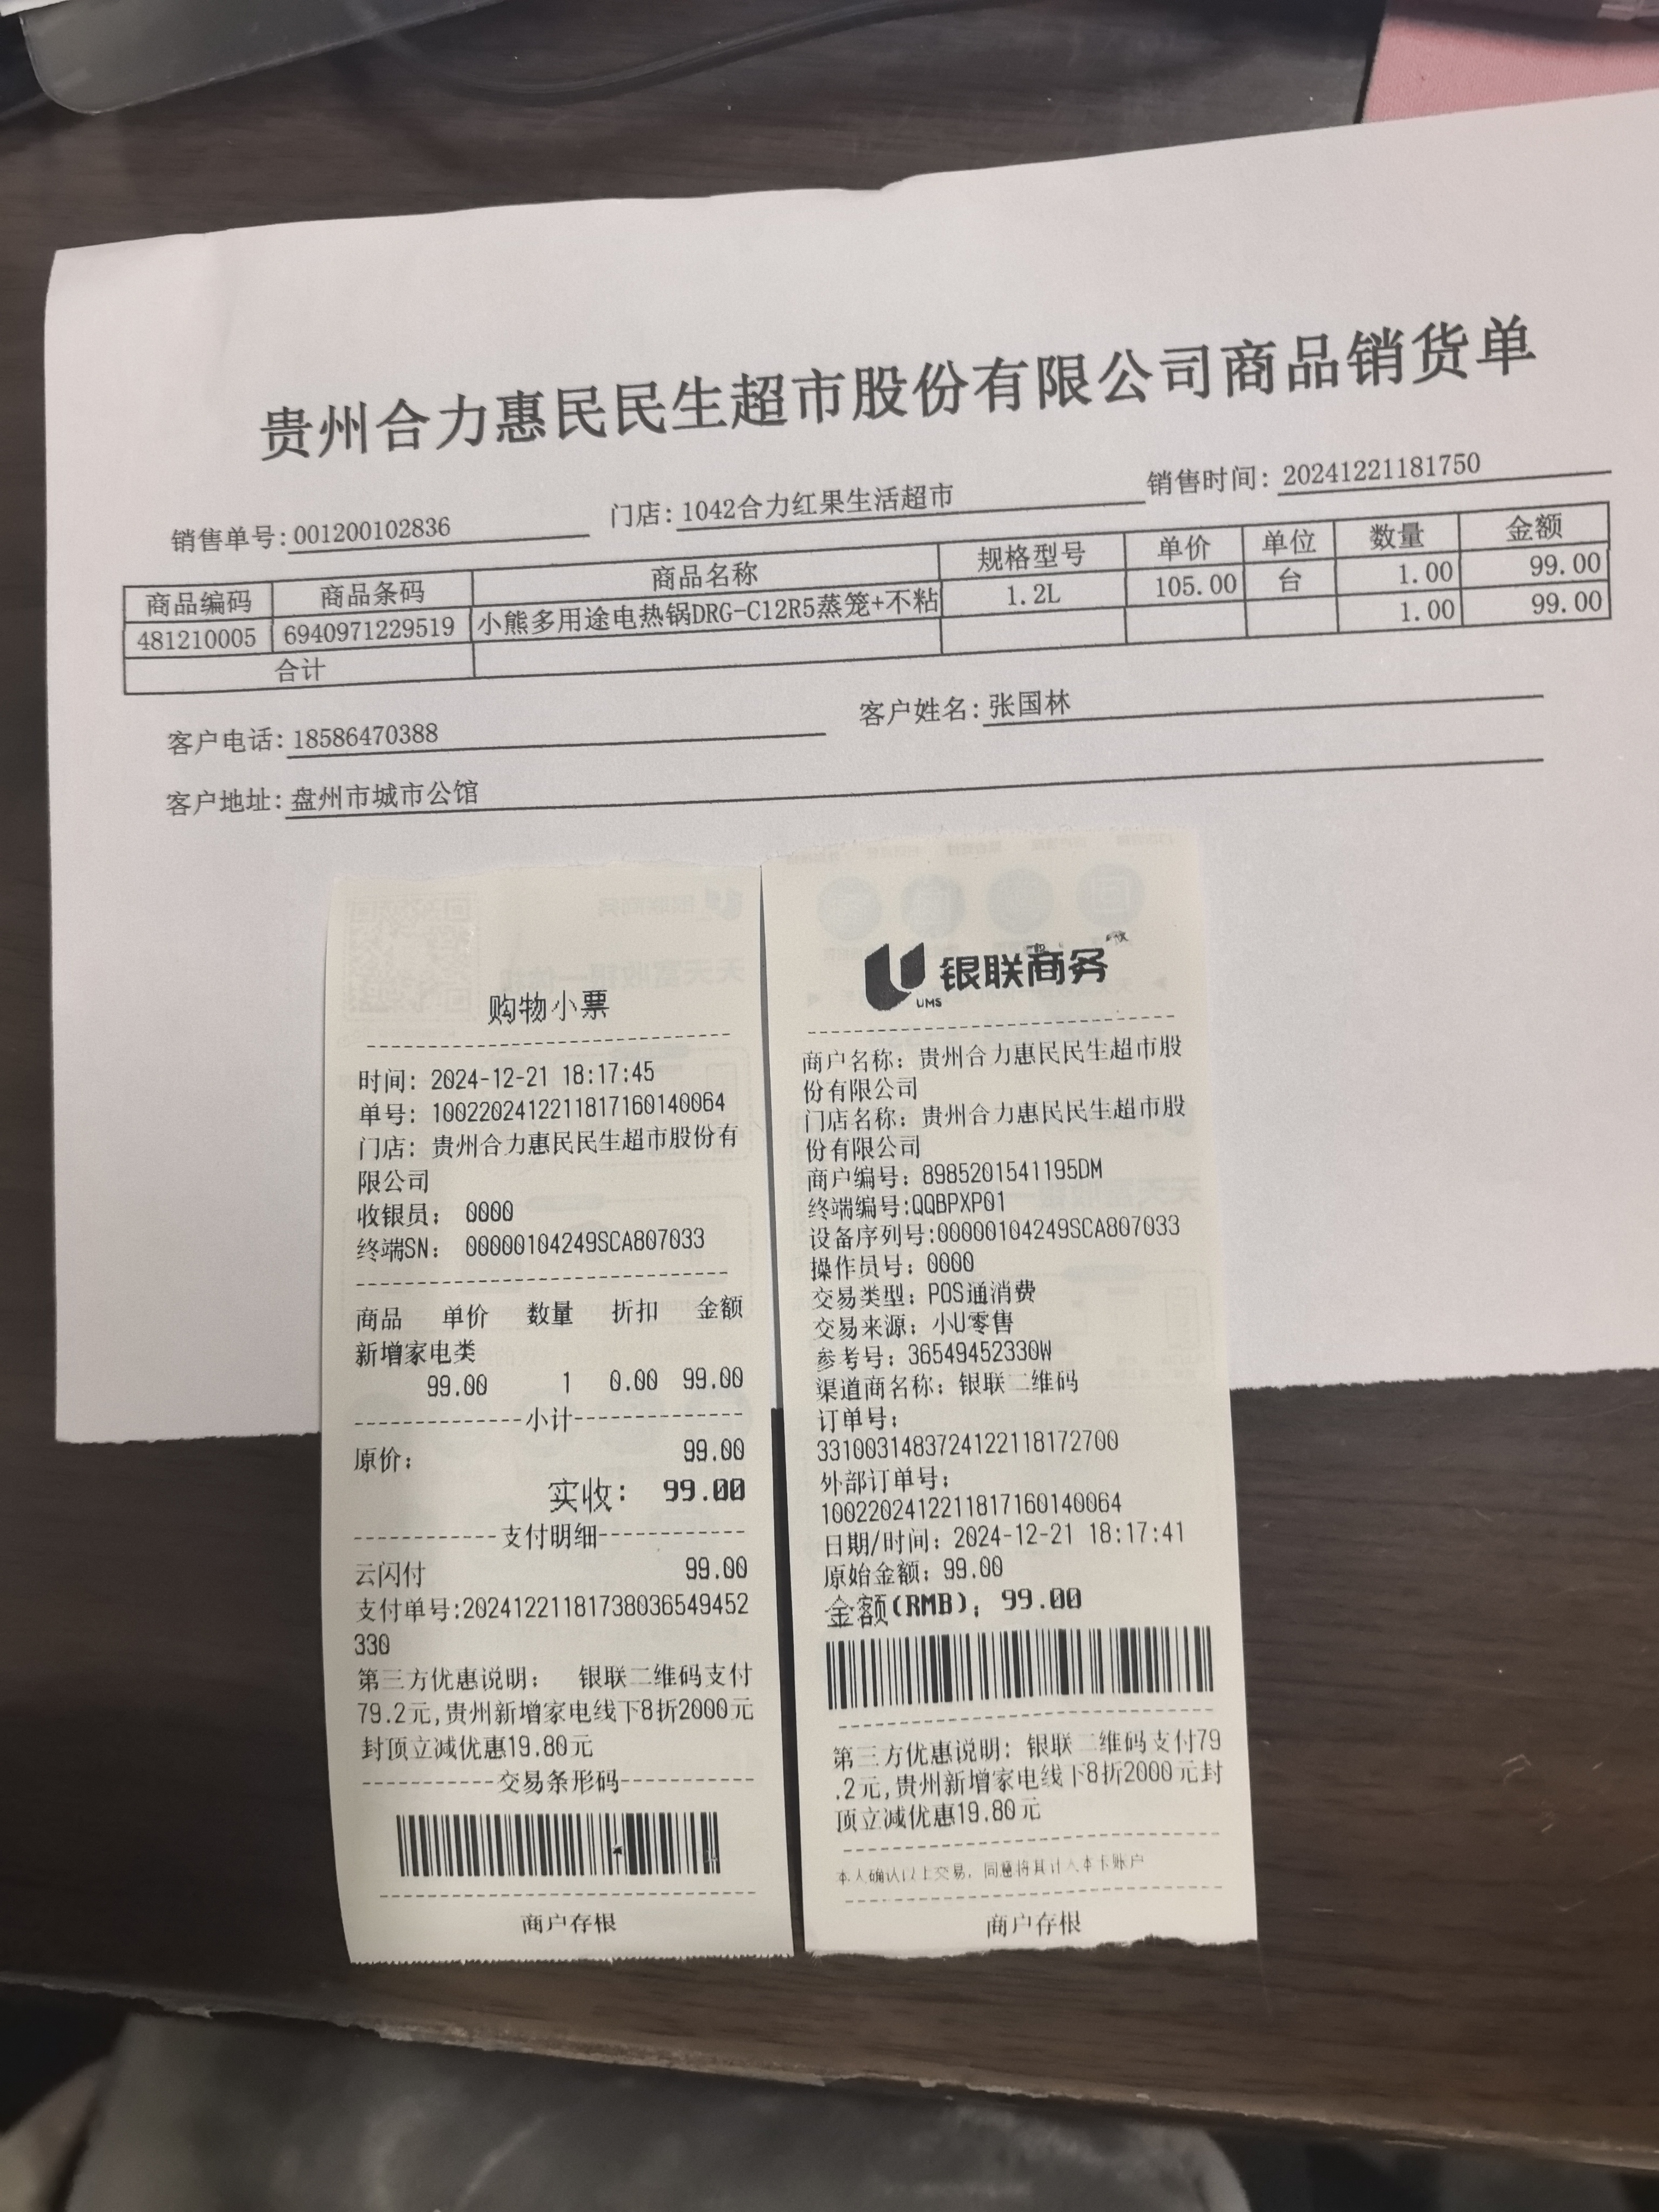 贵州合力惠民民生超市股份有限公司商品销货单
销售单号:001200102836 门店:1042合力红果生活超市 销售时间:20241221181750
商品编码 商品条码 商品名称 规格型号 单价 单位 数量 金额
481210005 6940971229519 小熊多用途电热锅DRG-C12R5蒸笼+不粘 1.2L 105.00 台 1.00 99.00
合计 1.00 99.00
客户电话:18586470388 客户姓名:张国林
客户地址:盘州市城市公馆
购物小票
时间: 2024-12-21 18:17:45
单号: 10022024122118171601400​64
门店: 贵州合力惠民民生超市股份有
限公司
收银员: 0000
终端SN: 00000104249SCA807033
商品 单价 数量 折扣 金额
新增家电类
99.00 1 0.00 99.00
小计
原价: 99.00
实收: 99.00
支付明细
云闪付 99.00
支付单号:202412211817380365494​52
330
第三方优惠说明: 银联二维码支付
79.2元,贵州新增家电线下8折2000元
封顶立减优惠19.80元
交易条形码
商户存根
银联商务
UMS
商户名称: 贵州合力惠民民生超市股
份有限公司
门店名称: 贵州合力惠民民生超市股
份有限公司
商户编号: 8985201541195DM
终端编号:QQBPXP01
设备序列号:00000104249SCA807033
操作员号: 0000
交易类型: POS通消费
交易来源: 小U零售
参考号: 36549452330W
渠道商名称: 银联二维码
订单号:
33100314837241221181​72700
外部订单号:
10022024122118171601400​64
日期/时间: 2024-12-21 18:17:41
原始金额: 99.00
金额(RMB): 99.00
第三方优惠说明: 银联二维码支付79
.2元,贵州新增家电线下8折2000元封
顶立减优惠19.80元
本人确认以上交易, 同意将其计入本卡账户
商户存根